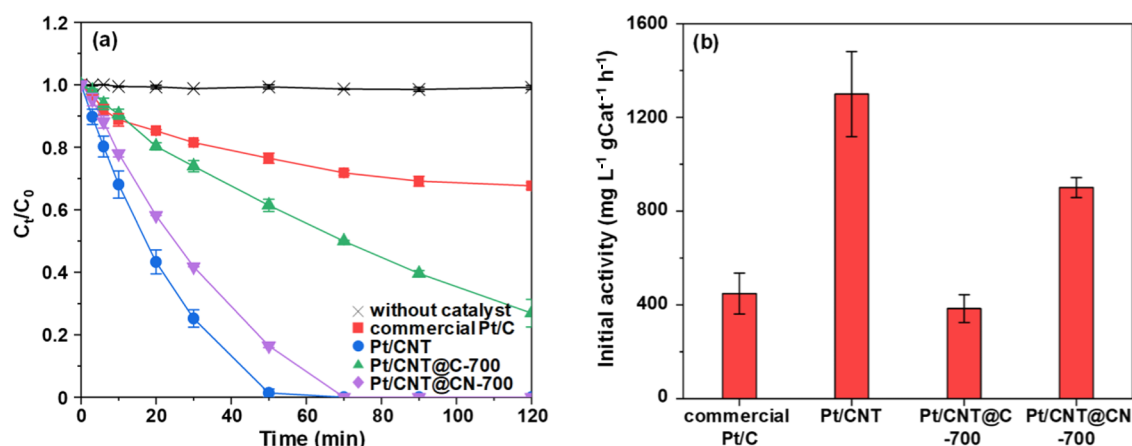 (a)
C_t/C_0
1.2
1.0
0.8
0.6
0.4
0.2
0
without catalyst
commercial Pt/C
Pt/CNT
Pt/CNT@C-700
Pt/CNT@CN-700
0 20 40 60 80 100 120
Time (min)
(b)
Initial activity (mg L⁻¹ gCat⁻¹ h⁻¹)
1600
1200
800
400
0
commercial Pt/CNT Pt/CNT@C Pt/CNT@CN
Pt/C -700 -700